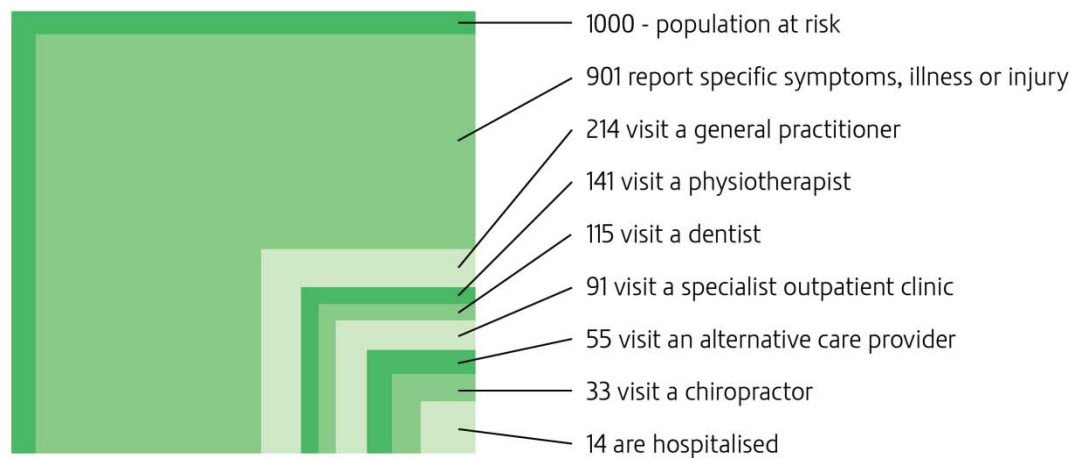 1000 - population at risk
901 report specific symptoms, illness or injury
214 visit a general practitioner
141 visit a physiotherapist
115 visit a dentist
91 visit a specialist outpatient clinic
55 visit an alternative care provider
33 visit a chiropractor
14 are hospitalised